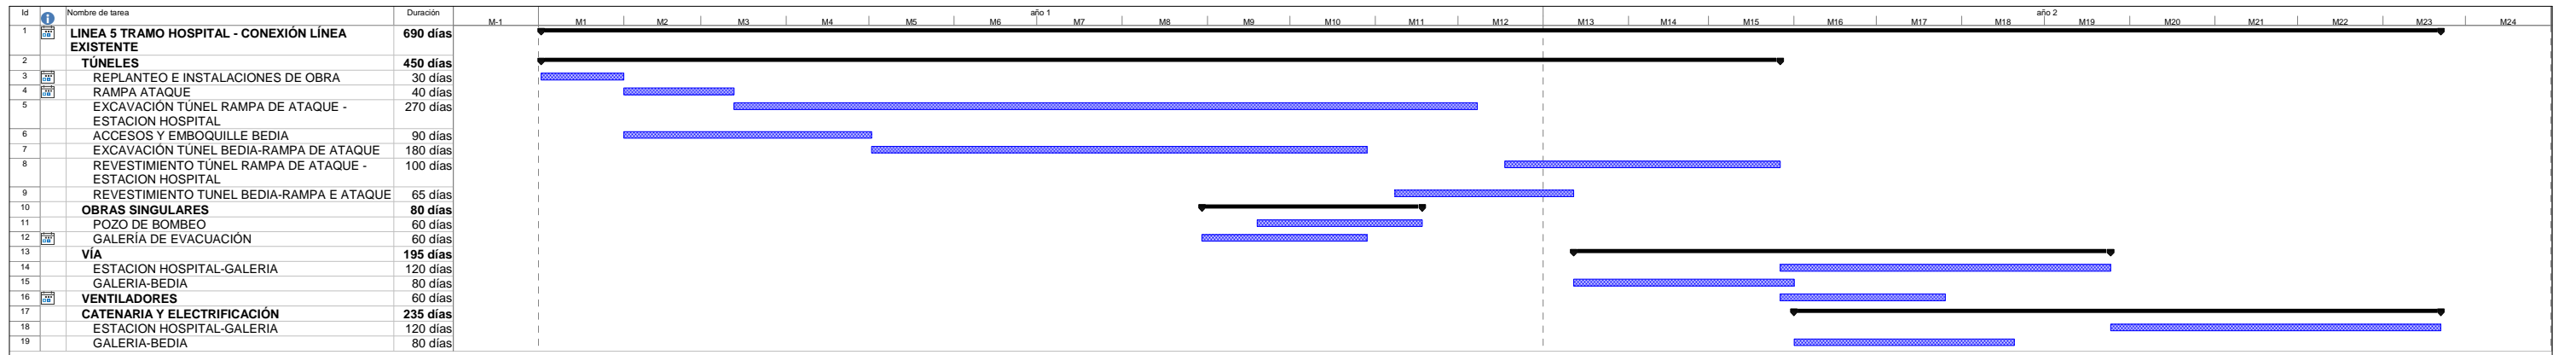 Id Nombre de tarea Duración año 1 año 2
M-1 M1 M2 M3 M4 M5 M6 M7 M8 M9 M10 M11 M12 M13 M14 M15 M16 M17 M18 M19 M20 M21 M22 M23 M24
1 LINEA 5 TRAMO HOSPITAL - CONEXIÓN LÍNEA 690 días
EXISTENTE
2 TÚNELES 450 días
3 REPLANTEO E INSTALACIONES DE OBRA 30 días
4 RAMPA ATAQUE 40 días
5 EXCAVACIÓN TÚNEL RAMPA DE ATAQUE - 270 días
ESTACION HOSPITAL
6 ACCESOS Y EMBOQUILLE BEDIA 90 días
7 EXCAVACIÓN TÚNEL BEDIA-RAMPA DE ATAQUE 180 días
8 REVESTIMIENTO TÚNEL RAMPA DE ATAQUE - 100 días
ESTACION HOSPITAL
9 REVESTIMIENTO TUNEL BEDIA-RAMPA E ATAQUE 65 días
10 OBRAS SINGULARES 80 días
11 POZO DE BOMBEO 60 días
12 GALERÍA DE EVACUACIÓN 60 días
13 VÍA 195 días
14 ESTACION HOSPITAL-GALERIA 120 días
15 GALERIA-BEDIA 80 días
16 VENTILADORES 60 días
17 CATENARIA Y ELECTRIFICACIÓN 235 días
18 ESTACION HOSPITAL-GALERIA 120 días
19 GALERIA-BEDIA 80 días